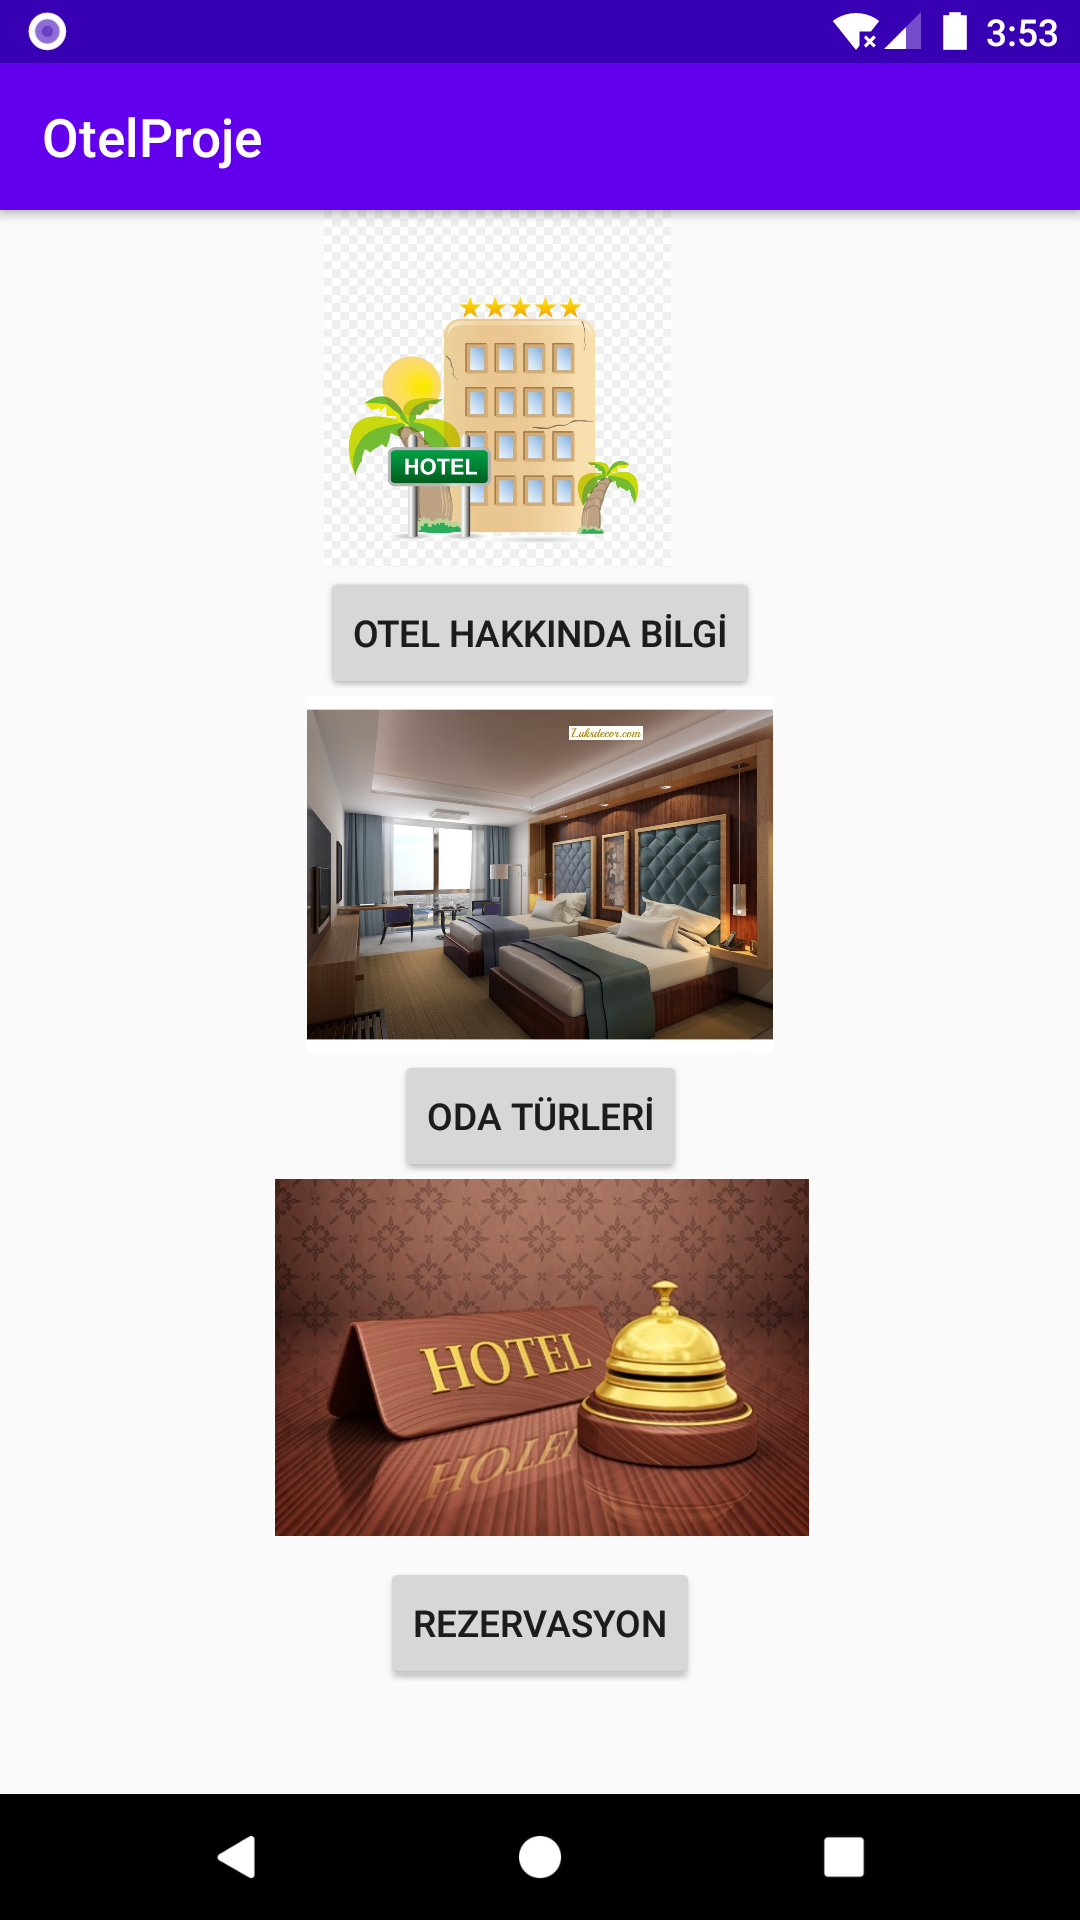 3:53
OtelProje
HOTEL
OTEL HAKKINDA BİLGİ
Luksdecor.com
ODA TÜRLERİ
HOTEL
REZERVASYON